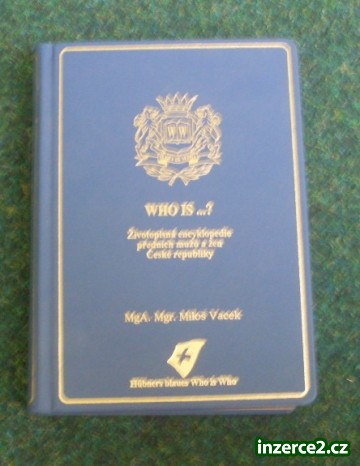 WW
WHO IS ...?
Životopisná encyklopedie
předních mužů a žen
České republiky
MgA. Mgr. Miloš Vacek
Hübners blaues Who is Who
inzerce2.cz